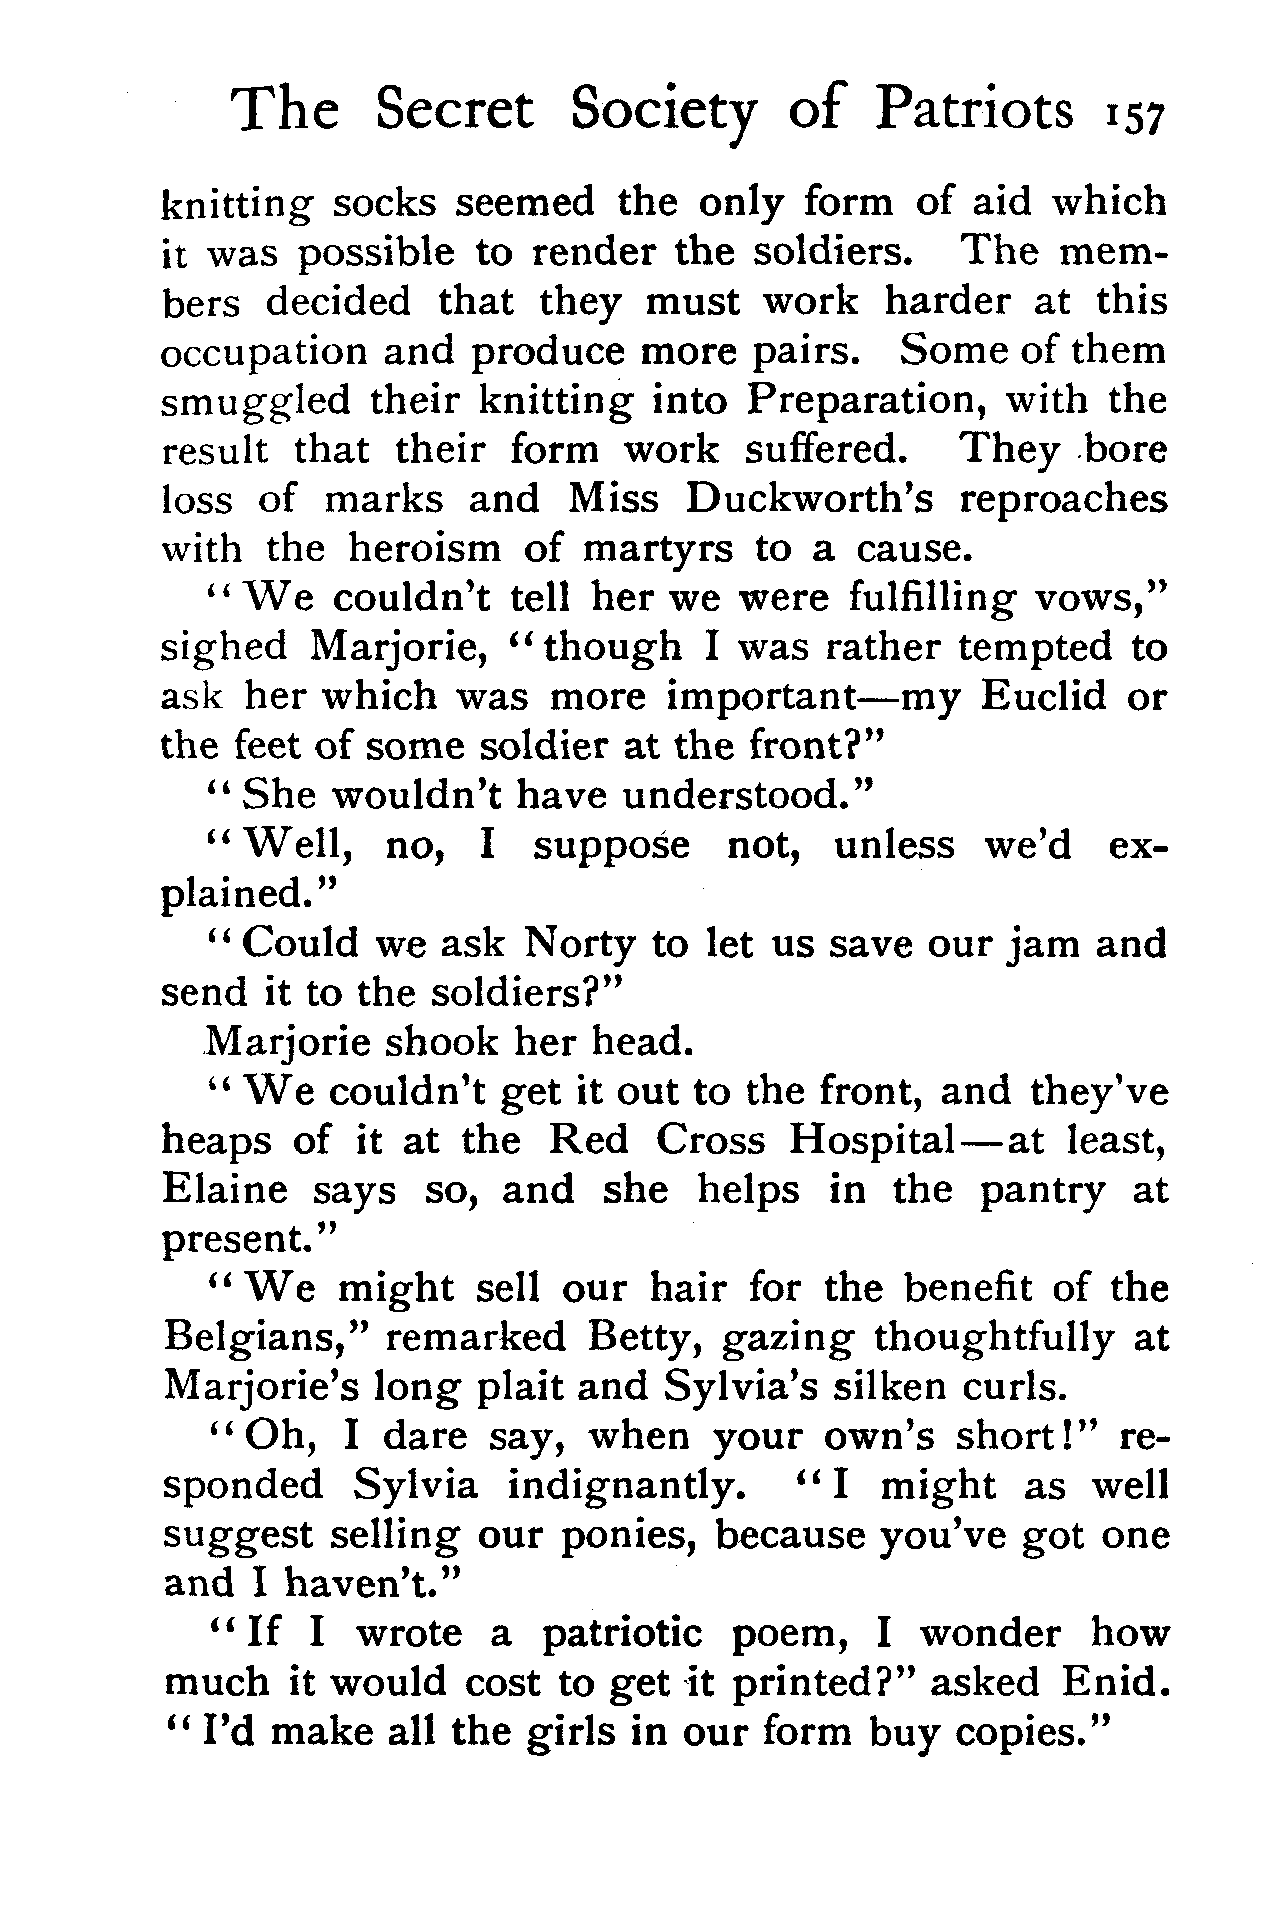 The Secret Society of Patriots 157
knitting socks seemed the only form of aid which
it was possible to render the soldiers. The mem-
bers decided that they must work harder at this
occupation and produce more pairs. Some of them
smuggled their knitting into Preparation, with the
result that their form work suffered. They bore
loss of marks and Miss Duckworth's reproaches
with the heroism of martyrs to a cause.
"We couldn't tell her we were fulfilling vows,"
sighed Marjorie, "though I was rather tempted to
ask her which was more important—my Euclid or
the feet of some soldier at the front?"
"She wouldn't have understood."
"Well, no, I suppose not, unless we'd ex-
plained."
"Could we ask Norty to let us save our jam and
send it to the soldiers?"
Marjorie shook her head.
"We couldn't get it out to the front, and they've
heaps of it at the Red Cross Hospital—at least,
Elaine says so, and she helps in the pantry at
present."
"We might sell our hair for the benefit of the
Belgians," remarked Betty, gazing thoughtfully at
Marjorie's long plait and Sylvia's silken curls.
"Oh, I dare say, when your own's short!" re-
sponded Sylvia indignantly. "I might as well
suggest selling our ponies, because you've got one
and I haven't."
"If I wrote a patriotic poem, I wonder how
much it would cost to get it printed?" asked Enid.
"I'd make all the girls in our form buy copies."